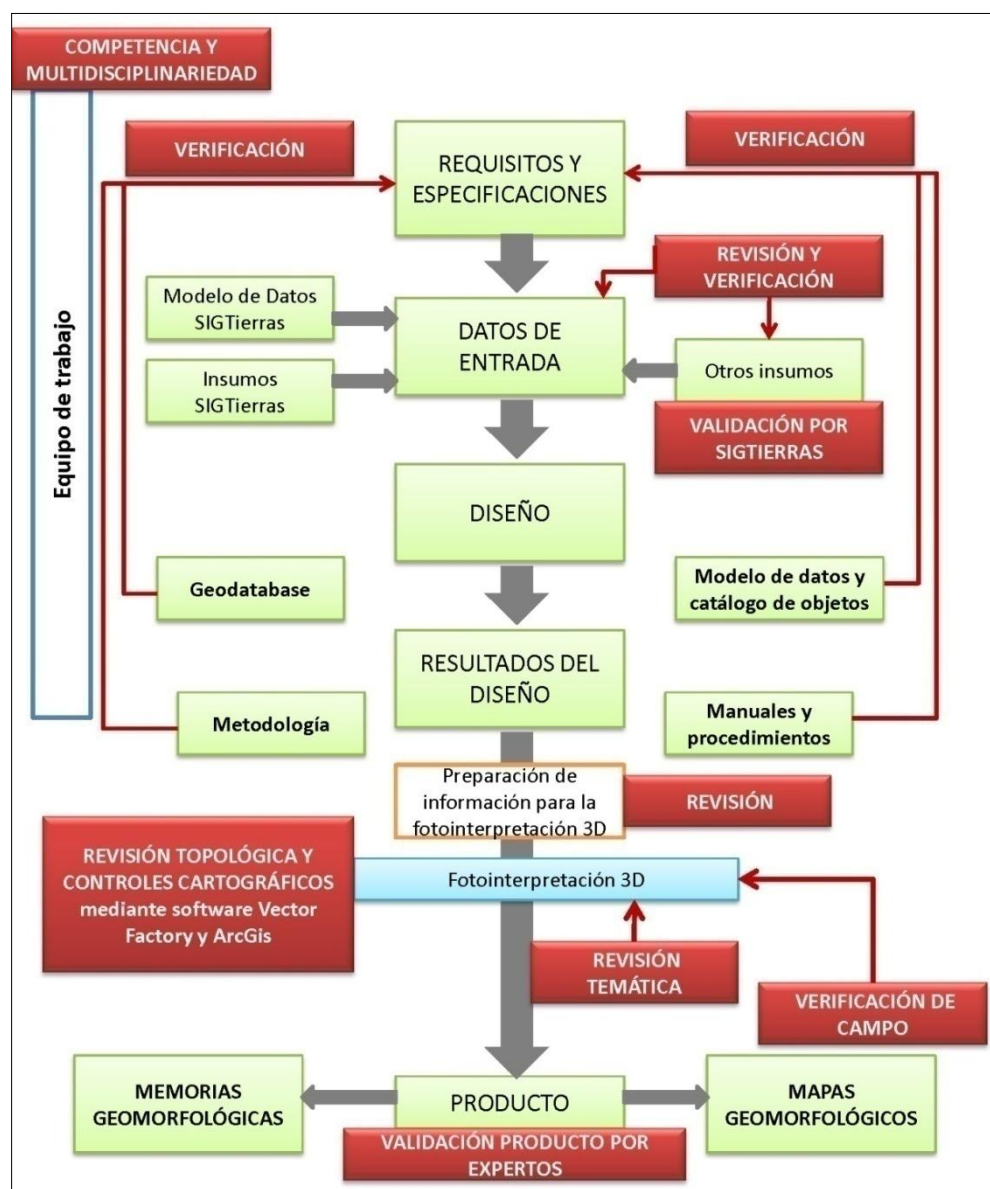 COMPETENCIA Y
MULTIDISCIPLINARIEDAD
VERIFICACIÓN
REQUISITOS Y
ESPECIFICACIONES
VERIFICACIÓN
REVISIÓN Y
VERIFICACIÓN
Modelo de Datos
SIGTierras
DATOS DE
ENTRADA
Insumos
SIGTierras
Otros insumos
VALIDACIÓN POR
SIGTIERRAS
Equipo de trabajo
DISEÑO
Geodatabase
Modelo de datos y
catálogo de objetos
RESULTADOS DEL
DISEÑO
Metodología
Manuales y
procedimientos
Preparación de
información para la
fotointerpretación 3D
REVISIÓN
REVISIÓN TOPOLÓGICA Y
CONTROLES CARTOGRÁFICOS
mediante software Vector
Factory y ArcGis
Fotointerpretación 3D
REVISIÓN
TEMÁTICA
VERIFICACIÓN DE
CAMPO
MEMORIAS
GEOMORFOLÓGICAS
PRODUCTO
MAPAS
GEOMORFOLÓGICOS
VALIDACIÓN PRODUCTO POR
EXPERTOS